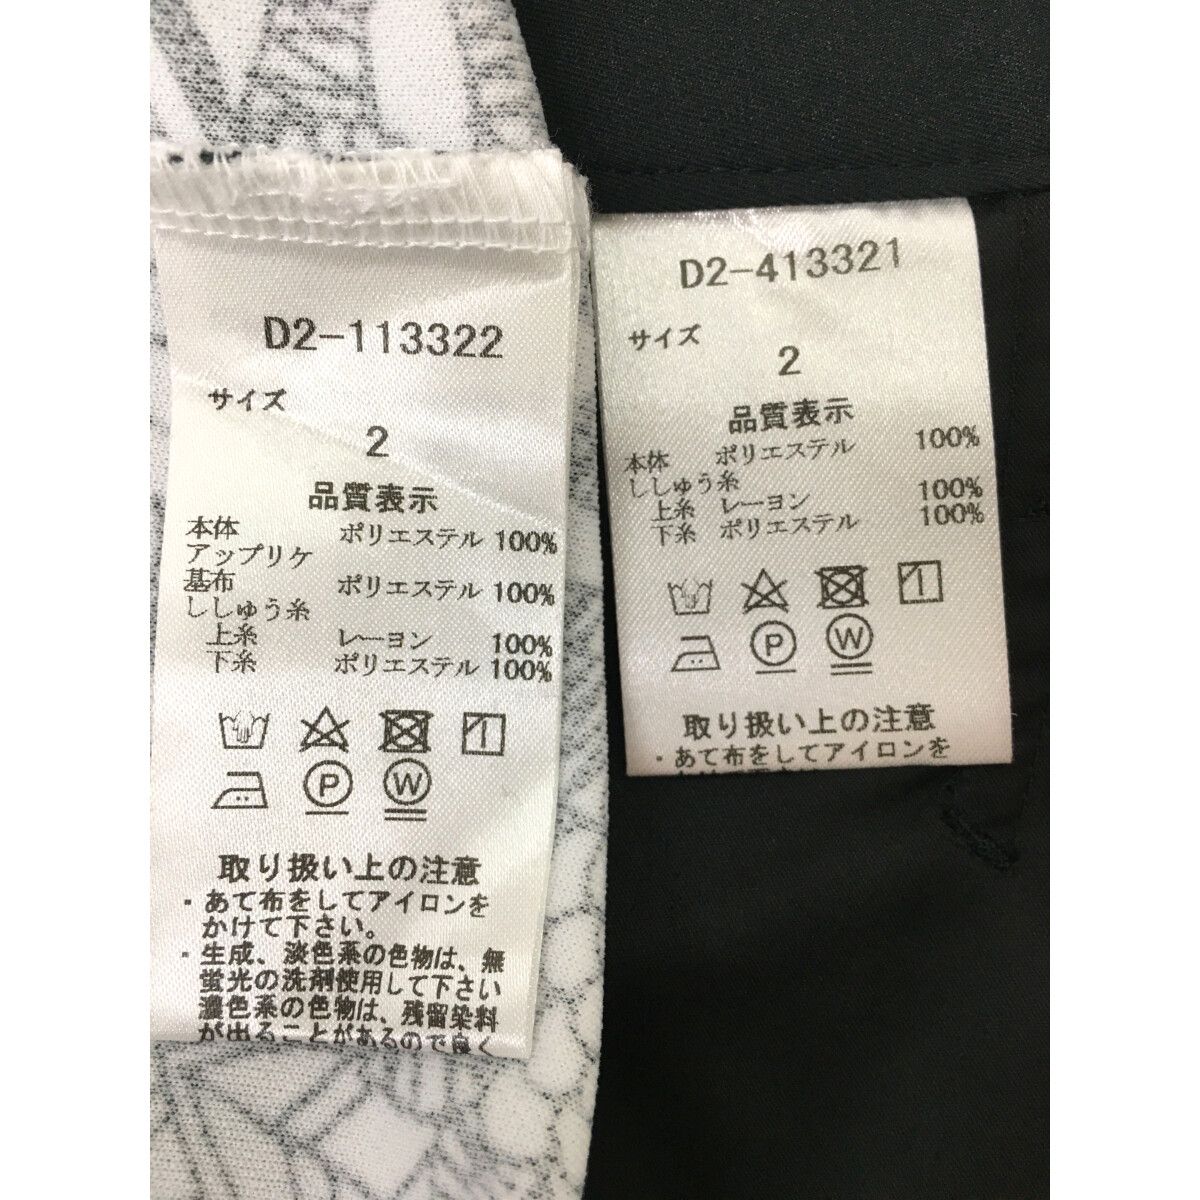 D2-113322
サイズ
2
品質表示
本体 ポリエステル 100%
アップリケ
基布 ポリエステル 100%
ししゅう糸
上糸 レーヨン 100%
下糸 ポリエステル 100%
P W
取り扱い上の注意
・あて布をしてアイロンを
かけて下さい。
・生成、淡色系の色物は、無
蛍光の洗剤使用して下さい
濃色系の色物は、残留染料
が出ることがあるので良く
D2-413321
サイズ
2
品質表示
本体 ポリエステル 100%
ししゅう糸
上糸 レーヨン 100%
下糸 ポリエステル 100%
P W
取り扱い上の注意
・あて布をしてアイロンを